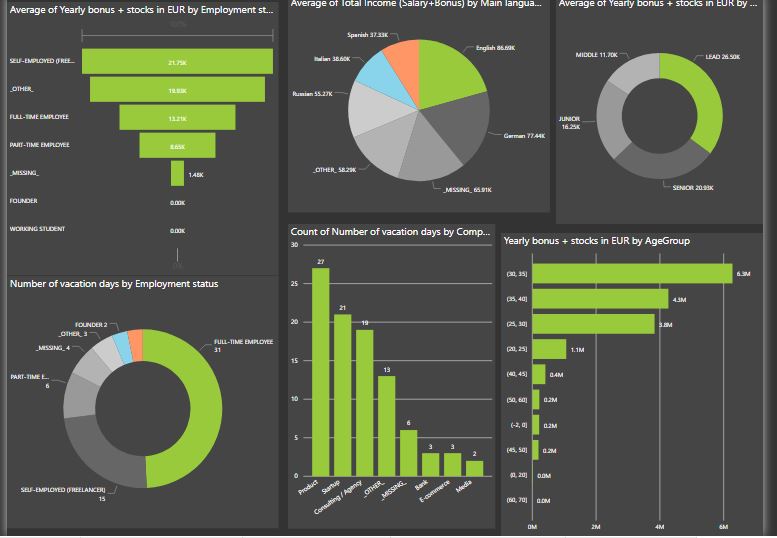 Average of Yearly bonus + stocks in EUR by Employment st...
100%
SELF-EMPLOYED (FREE...
21.75K
_OTHER_
19.93K
FULL-TIME EMPLOYEE
13.21K
PART-TIME EMPLOYEE
8.65K
_MISSING_
1.48K
FOUNDER
0.00K
WORKING STUDENT
0.00K
0%
Average of Total Income (Salary+Bonus) by Main langua...
Spanish 37.33K
English 86.69K
Italian 38.60K
Russian 55.27K
German 77.44K
_OTHER_ 58.29K
_MISSING_ 65.91K
Average of Yearly bonus + stocks in EUR by ...
MIDDLE 11.70K
LEAD 26.50K
JUNIOR
16.25K
SENIOR 20.93K
Number of vacation days by Employment status
FOUNDER 2
_OTHER_ 3
_MISSING_ 4
PART-TIME E...
6
FULL-TIME EMPLOYEE
31
SELF-EMPLOYED (FREELANCER)
15
Count of Number of vacation days by Comp...
30
25
20
15
10
5
0
27
21
19
13
6
3
3
2
Product
Startup
Consulting / Agency
_OTHER_
_MISSING_
Bank
E-commerce
Media
Yearly bonus + stocks in EUR by AgeGroup
(30, 35]
6.3M
(35, 40]
4.3M
(25, 30]
3.8M
(20, 25]
1.1M
(40, 45]
0.4M
(50, 60]
0.2M
(-2, 0]
0.2M
(45, 50]
0.2M
(0, 20]
0.0M
(60, 70]
0.0M
0M
2M
4M
6M